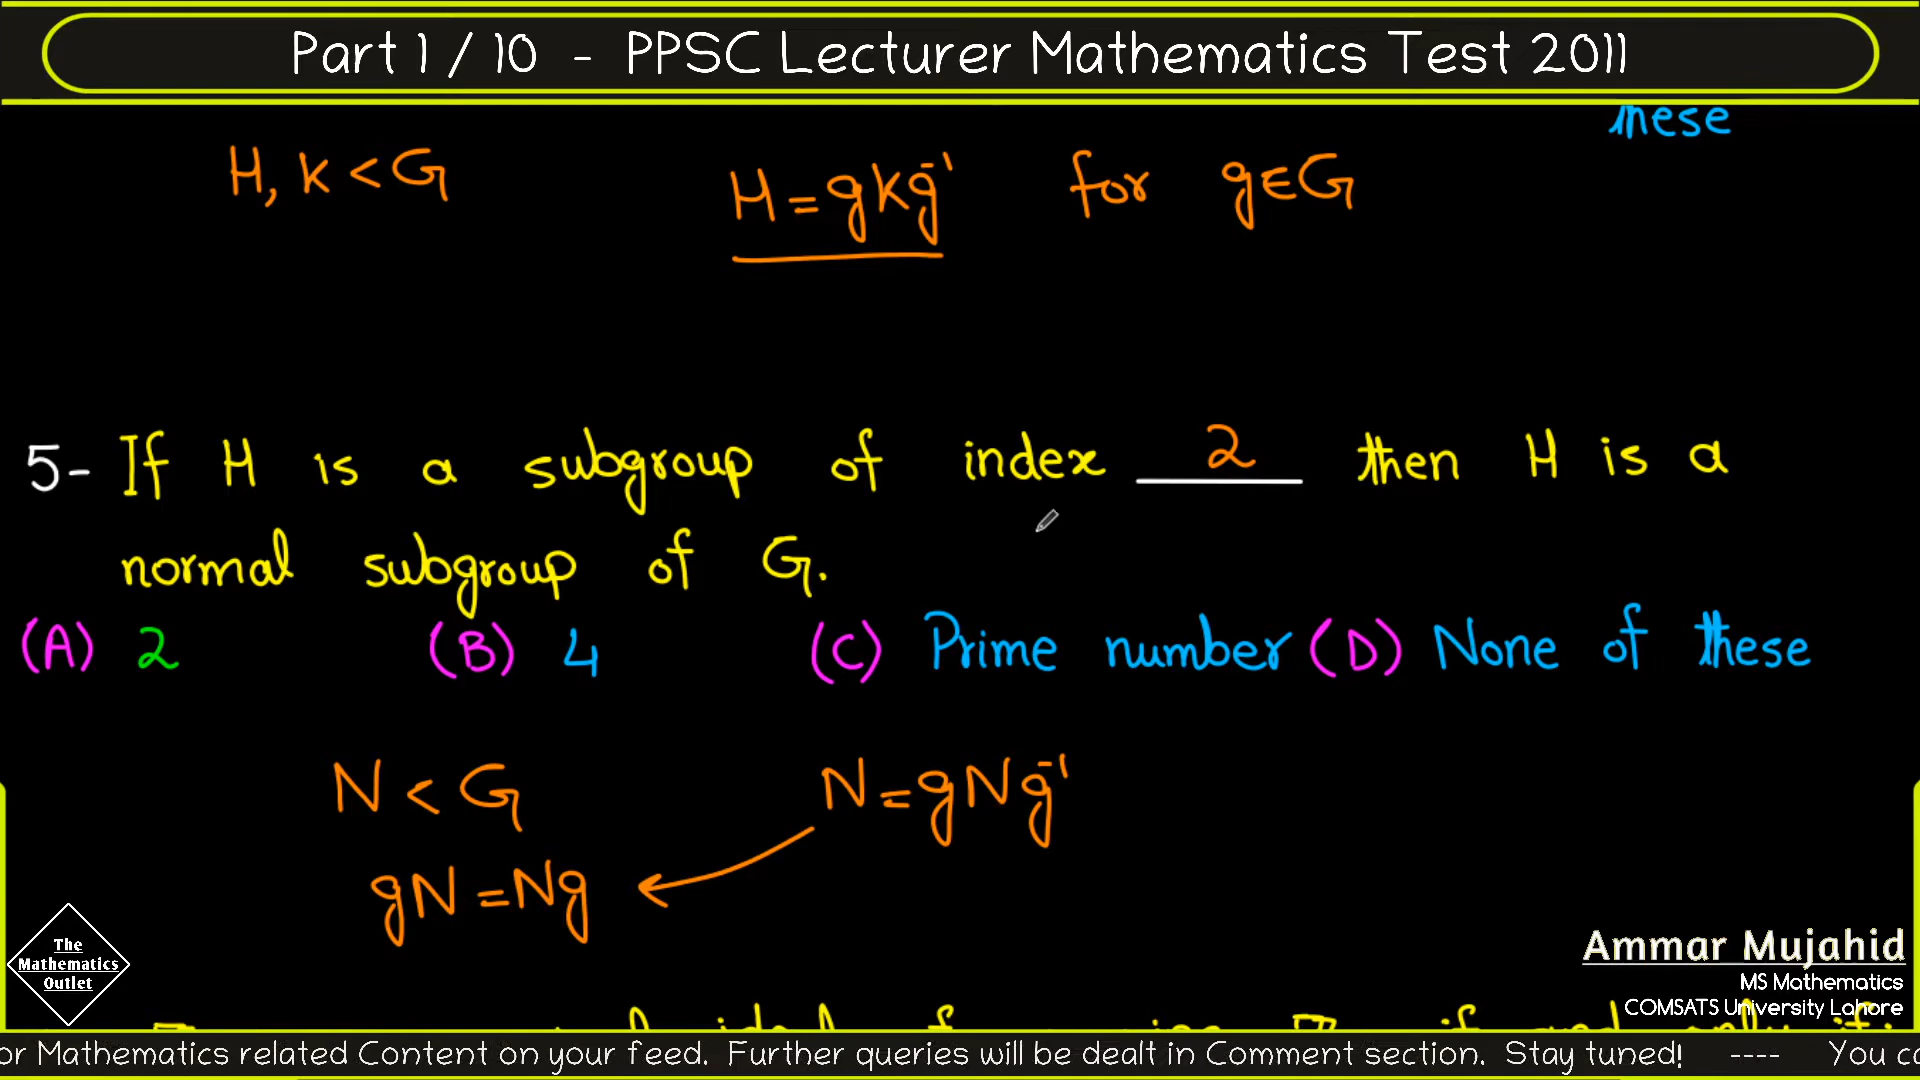 Part 1 / 10 - PPSC Lecturer Mathematics Test 2011
these
H, K < G H = gKg⁻¹ for g∈G
5- If H is a subgroup of index 2 then H is a
normal subgroup of G.
(A) 2 (B) 4 (C) Prime number (D) None of these
N < G N = gNg⁻¹
gN = Ng
The
Mathematics
Outlet
Ammar Mujahid
MS Mathematics
COMSATS University Lahore
or Mathematics related Content on your feed. Further queries will be dealt in Comment section. Stay tuned! ---- You c